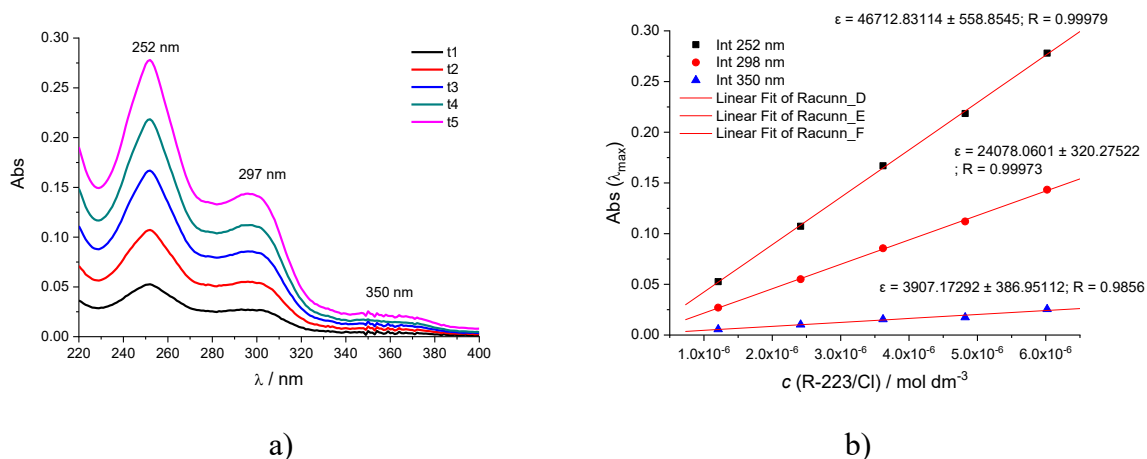 0.30
0.25
0.20
0.15
0.10
0.05
0.00
Abs
252 nm
297 nm
350 nm
t1
t2
t3
t4
t5
220 240 260 280 300 320 340 360 380 400
λ / nm
a)
ε = 46712.83114 ± 558.8545; R = 0.99979
0.30
0.25
0.20
0.15
0.10
0.05
0.00
Abs (λmax)
Int 252 nm
Int 298 nm
Int 350 nm
Linear Fit of Racunn_D
Linear Fit of Racunn_E
Linear Fit of Racunn_F
ε = 24078.0601 ± 320.27522
; R = 0.99973
ε = 3907.17292 ± 386.95112; R = 0.9856
1.0x10⁻⁶ 2.0x10⁻⁶ 3.0x10⁻⁶ 4.0x10⁻⁶ 5.0x10⁻⁶ 6.0x10⁻⁶
c (R-223/Cl) / mol dm⁻³
b)